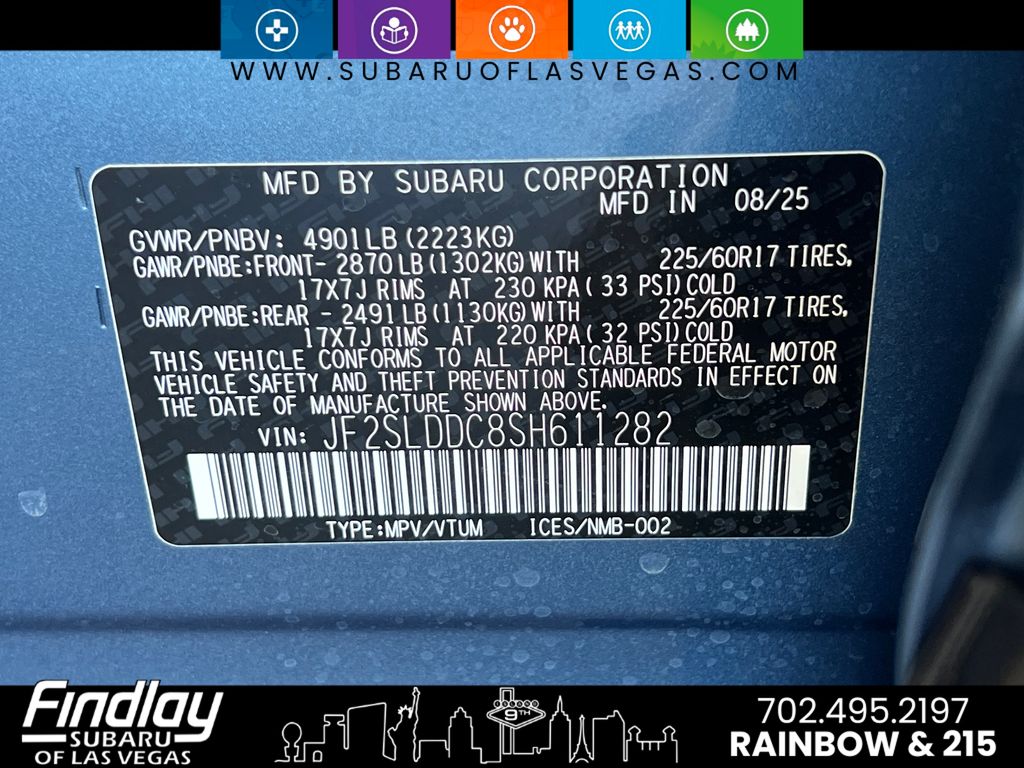 WWW.SUBARUOFLASVEGAS.COM
MFD BY SUBARU CORPORATION
MFD IN 08/25
GVWR/PNBV: 4901LB (2223KG)
GAWR/PNBE:FRONT- 2870LB(1302KG)WITH 225/60R17 TIRES,
17X7J RIMS AT 230 KPA( 33 PSI)COLD
GAWR/PNBE:REAR - 2491LB(1130KG)WITH 225/60R17 TIRES,
17X7J RIMS AT 220 KPA( 32 PSI)COLD
THIS VEHICLE CONFORMS TO ALL APPLICABLE FEDERAL MOTOR
VEHICLE SAFETY AND THEFT PREVENTION STANDARDS IN EFFECT ON
THE DATE OF MANUFACTURE SHOWN ABOVE.
VIN: JF2SLDDC8SH611282
TYPE:MPV/VTUM ICES/NMB-002
Findlay
SUBARU
OF LAS VEGAS
9TH
702.495.2197
RAINBOW & 215